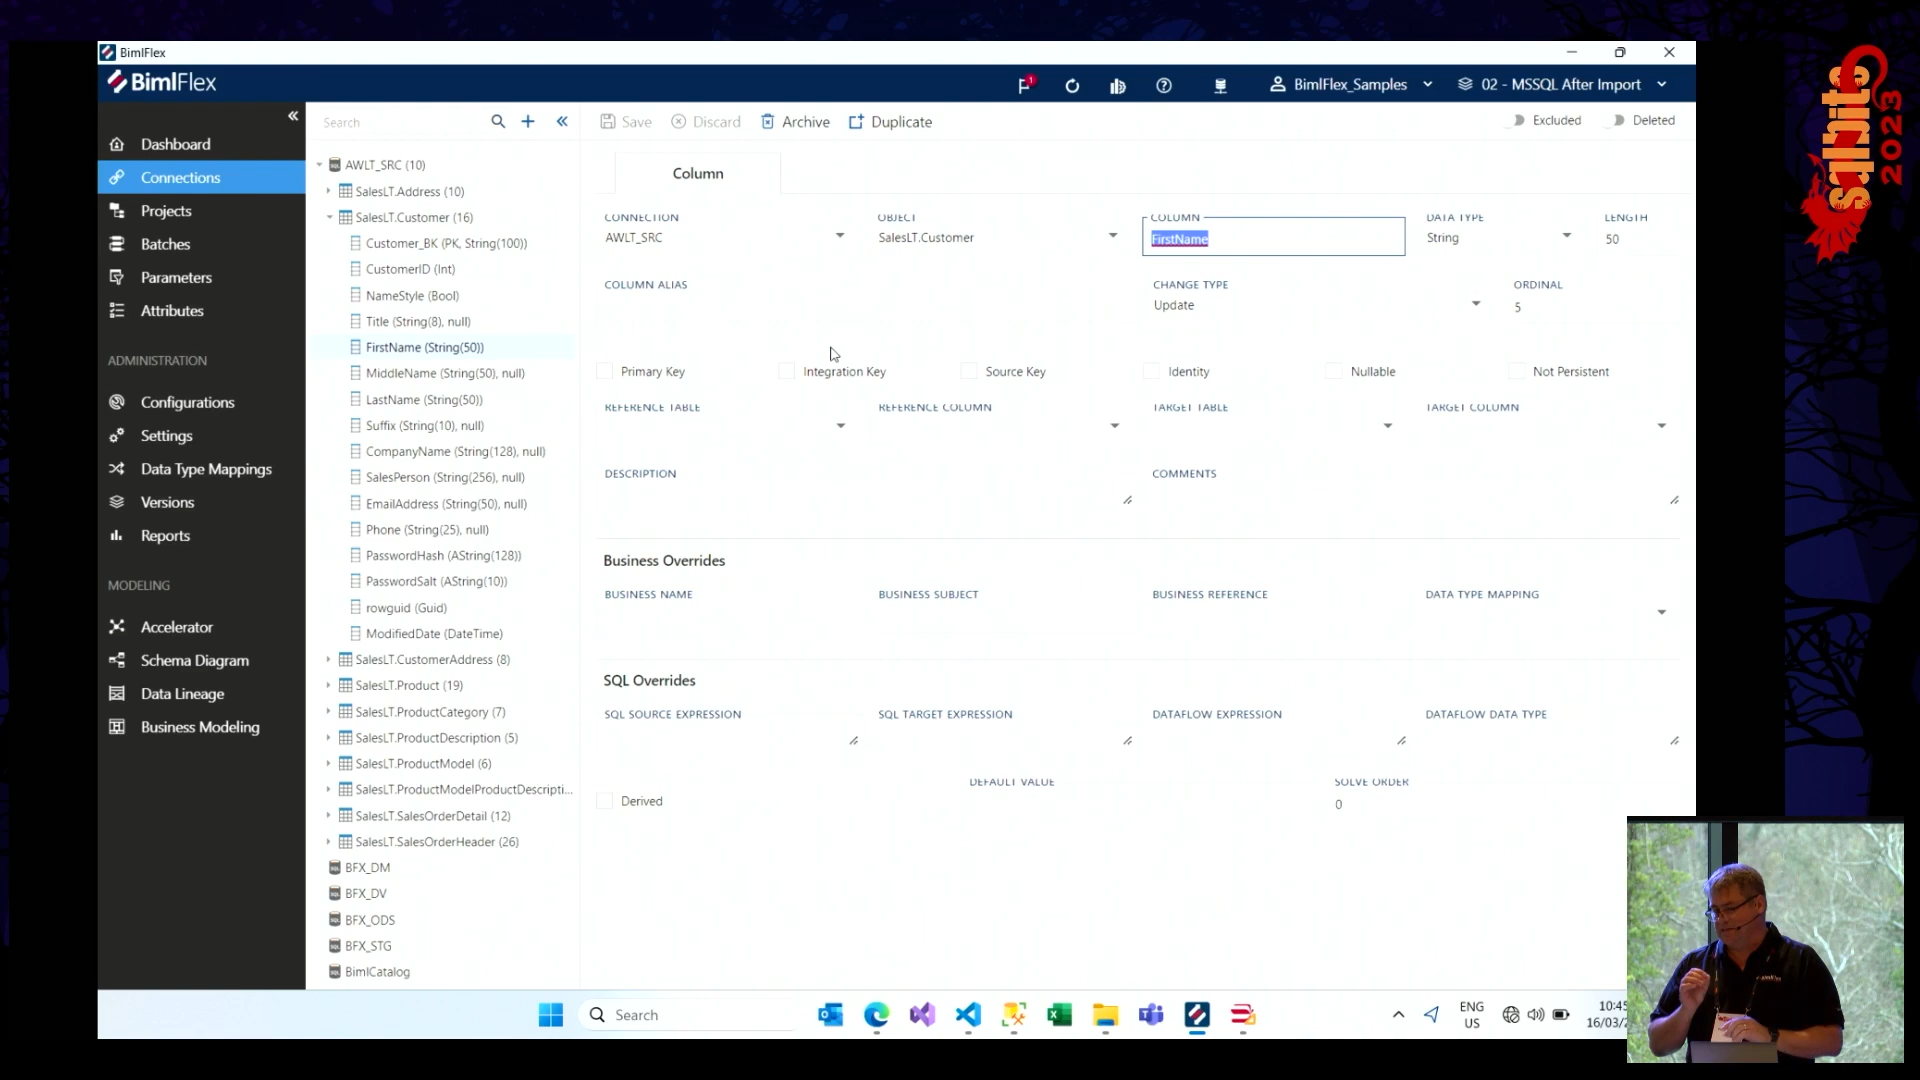 BimlFlex
BimlFlex
1
BimlFlex_Samples
02 - MSSQL After Import
Search
Save
Discard
Archive
Duplicate
Excluded
Deleted
Dashboard
Connections
Projects
Batches
Parameters
Attributes
ADMINISTRATION
Configurations
Settings
Data Type Mappings
Versions
Reports
MODELING
Accelerator
Schema Diagram
Data Lineage
Business Modeling
AWLT_SRC (10)
SalesLT.Address (10)
SalesLT.Customer (16)
Customer_BK (PK, String(100))
CustomerID (Int)
NameStyle (Bool)
Title (String(8), null)
FirstName (String(50))
MiddleName (String(50), null)
LastName (String(50))
Suffix (String(10), null)
CompanyName (String(128), null)
SalesPerson (String(256), null)
EmailAddress (String(50), null)
Phone (String(25), null)
PasswordHash (AString(128))
PasswordSalt (AString(10))
rowguid (Guid)
ModifiedDate (DateTime)
SalesLT.CustomerAddress (8)
SalesLT.Product (19)
SalesLT.ProductCategory (7)
SalesLT.ProductDescription (5)
SalesLT.ProductModel (6)
SalesLT.ProductModelProductDescripti...
SalesLT.SalesOrderDetail (12)
SalesLT.SalesOrderHeader (26)
BFX_DM
BFX_DV
BFX_ODS
BFX_STG
BimlCatalog
Column
CONNECTION
AWLT_SRC
OBJECT
SalesLT.Customer
COLUMN
FirstName
DATA TYPE
String
LENGTH
50
COLUMN ALIAS
CHANGE TYPE
Update
ORDINAL
5
Primary Key
Integration Key
Source Key
Identity
Nullable
Not Persistent
REFERENCE TABLE
REFERENCE COLUMN
TARGET TABLE
TARGET COLUMN
DESCRIPTION
COMMENTS
Business Overrides
BUSINESS NAME
BUSINESS SUBJECT
BUSINESS REFERENCE
DATA TYPE MAPPING
SQL Overrides
SQL SOURCE EXPRESSION
SQL TARGET EXPRESSION
DATAFLOW EXPRESSION
DATAFLOW DATA TYPE
Derived
DEFAULT VALUE
SOLVE ORDER
0
Search
ENG
US
10:45
16/03/
sqlbits
2023